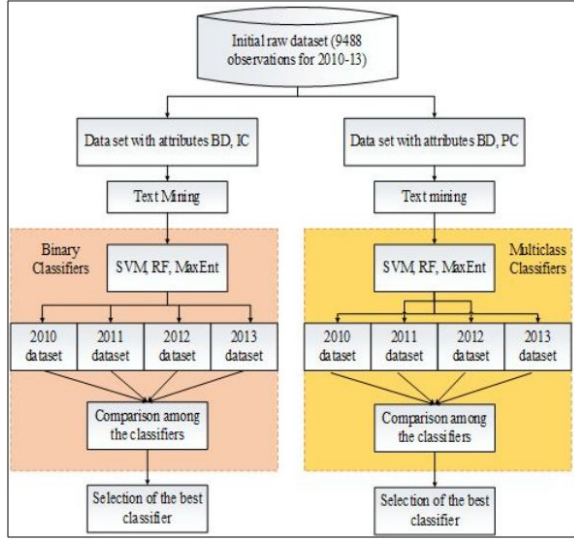 Initial raw dataset (9488
observations for 2010-13)
Data set with attributes BD, IC
Data set with attributes BD, PC
Text Mining
Text mining
Binary
Classifiers
SVM, RF, MaxEnt
SVM, RF, MaxEnt
Multiclass
Classifiers
2010
dataset
2011
dataset
2012
dataset
2013
dataset
2010
dataset
2011
dataset
2012
dataset
2013
dataset
Comparison among
the classifiers
Comparison among
the classifiers
Selection of the best
classifier
Selection of the best
classifier